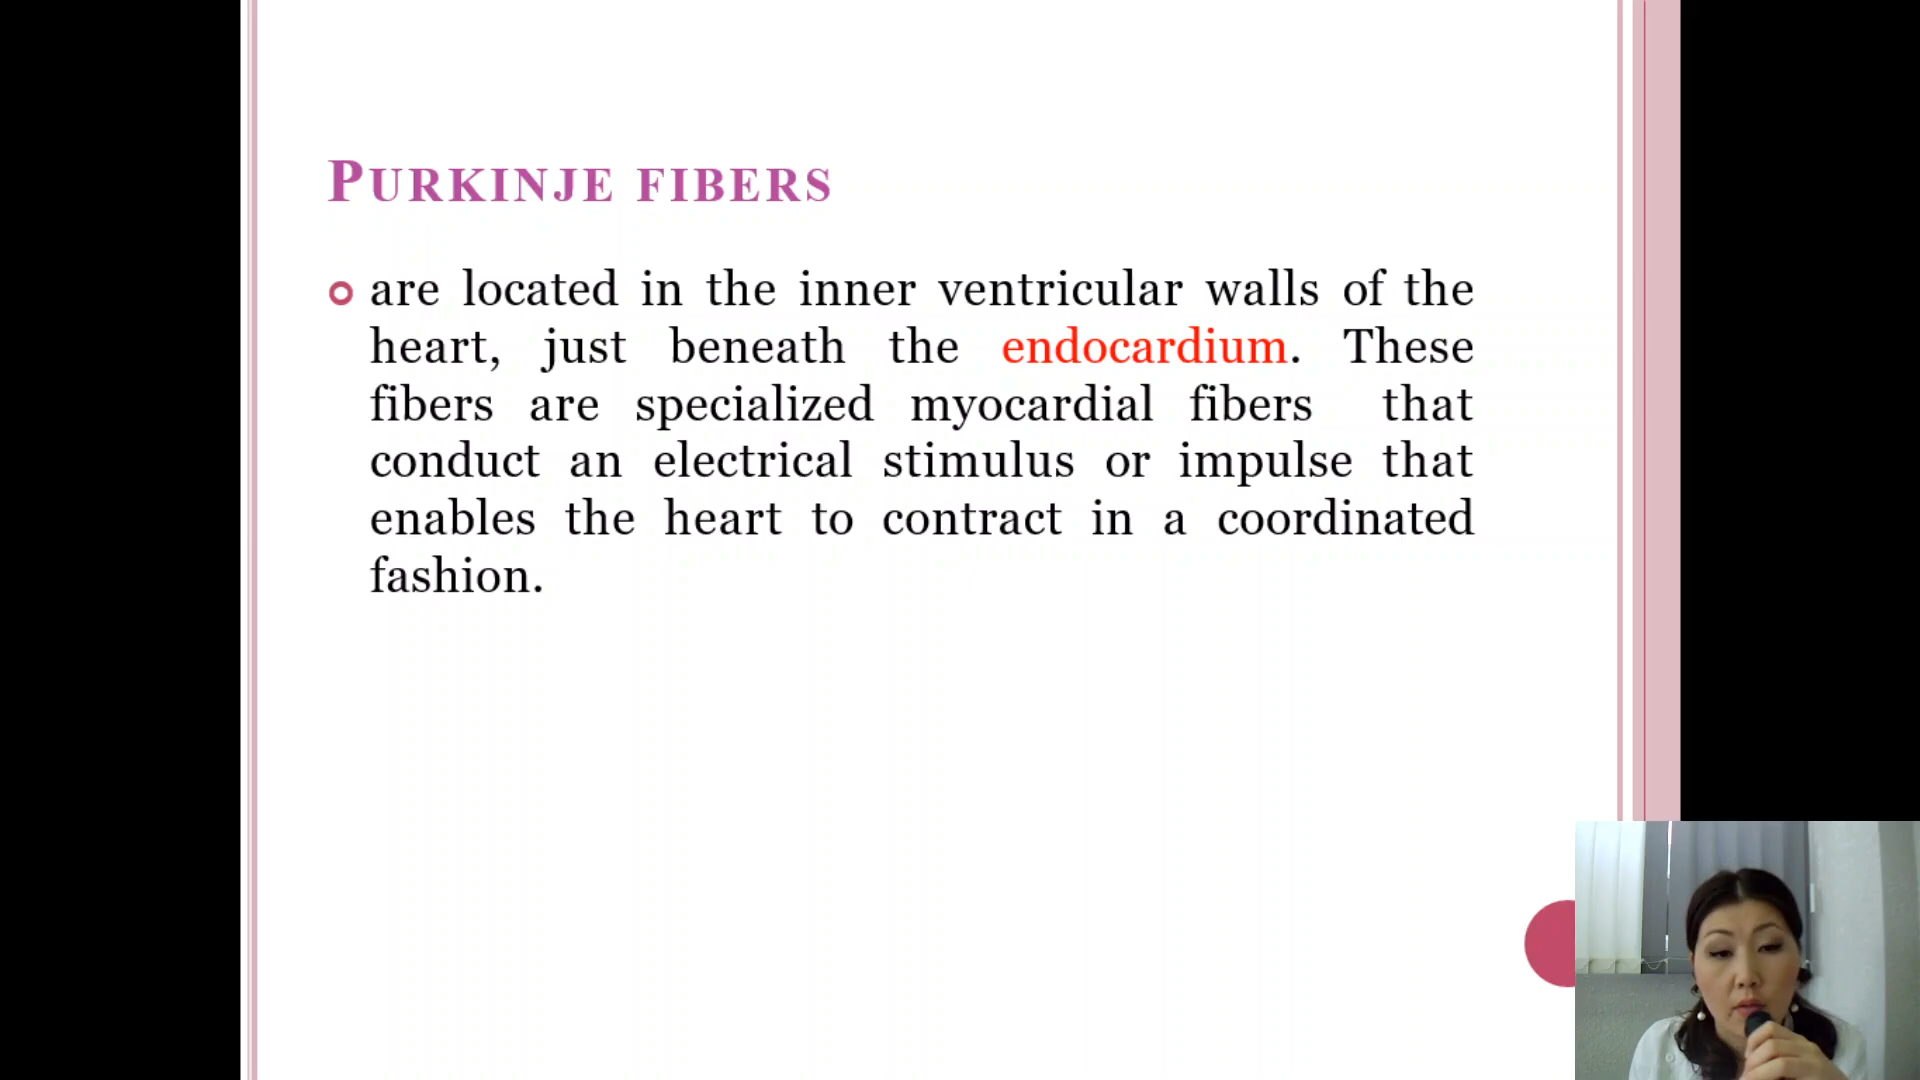 PURKINJE FIBERS
are located in the inner ventricular walls of the
heart, just beneath the endocardium. These
fibers are specialized myocardial fibers that
conduct an electrical stimulus or impulse that
enables the heart to contract in a coordinated
fashion.